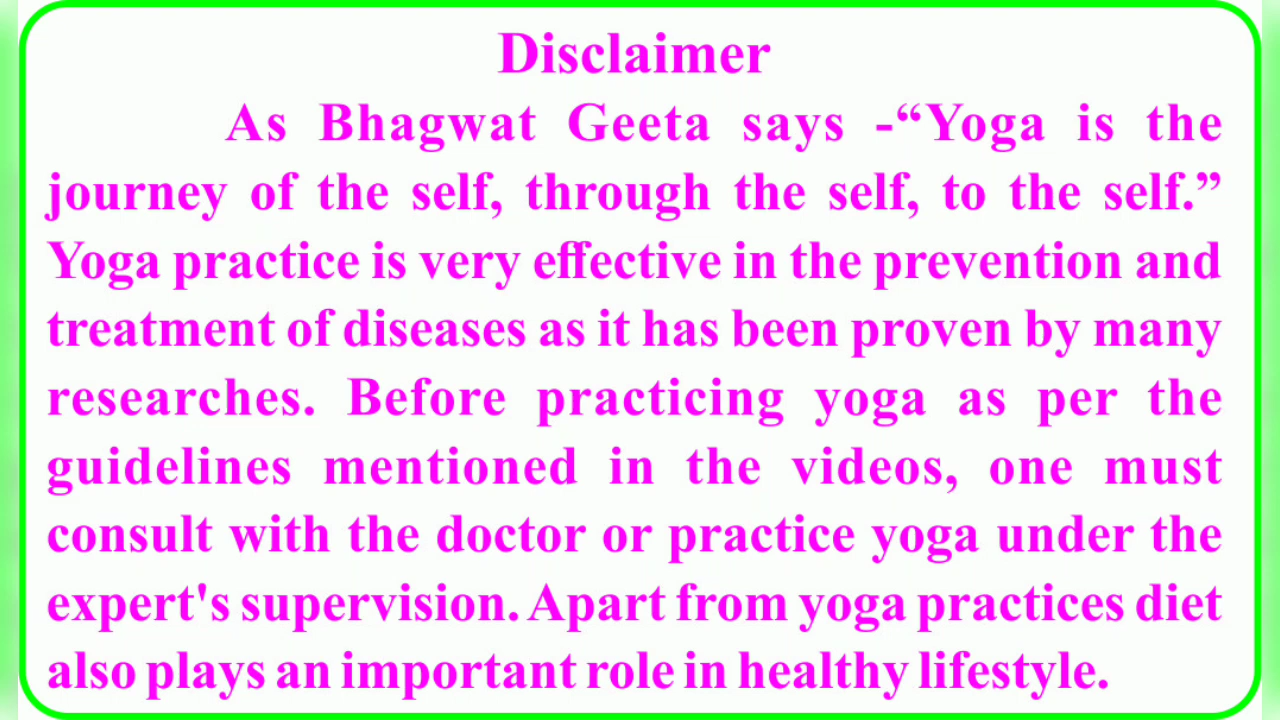 Disclaimer
As Bhagwat Geeta says -“Yoga is the
journey of the self, through the self, to the self.”
Yoga practice is very effective in the prevention and
treatment of diseases as it has been proven by many
researches. Before practicing yoga as per the
guidelines mentioned in the videos, one must
consult with the doctor or practice yoga under the
expert's supervision. Apart from yoga practices diet
also plays an important role in healthy lifestyle.